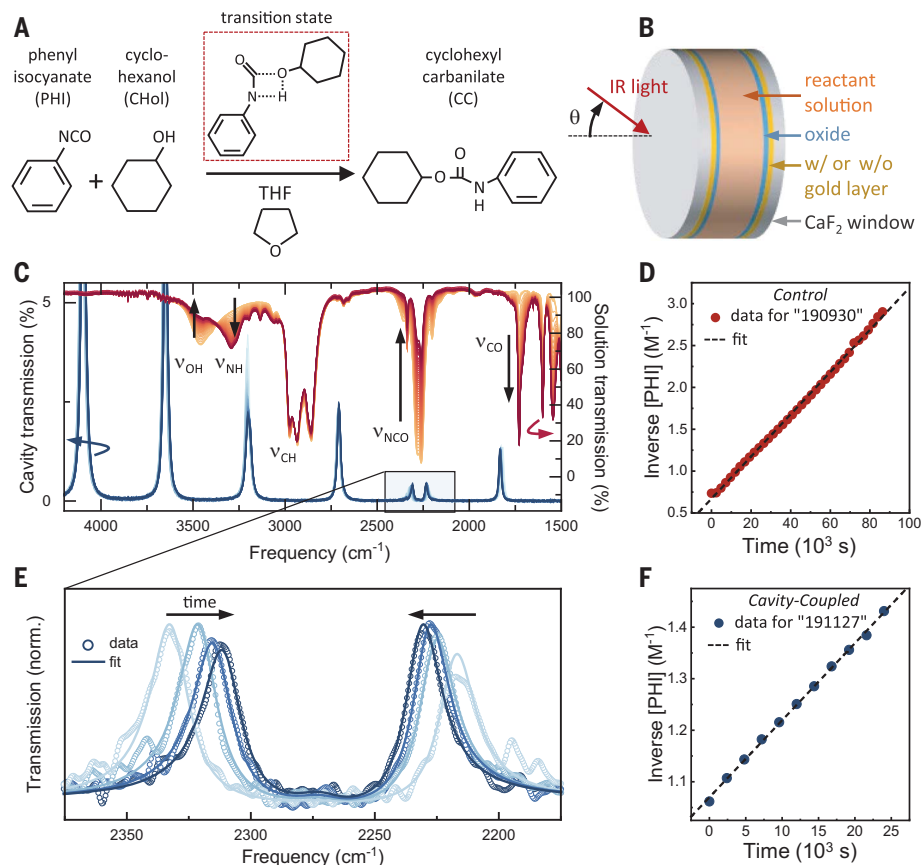 A
transition state
phenyl
isocyanate
(PHI)
cyclo-
hexanol
(CHol)
cyclohexyl
carbanilate
(CC)
O
O
N
H
NCO
OH
+
THF
O
O
O
N
H
B
IR light
θ
reactant
solution
oxide
w/ or w/o
gold layer
CaF2 window
C
Cavity transmission (%)
5
0
νOH
νNH
νCH
νNCO
νCO
100
80
60
40
20
0
Solution transmission (%)
4000
3500
3000
2500
2000
1500
Frequency (cm-1)
D
Control
data for "190930"
fit
Inverse [PHI] (M-1)
3.0
2.5
2.0
1.5
1.0
0.5
0
20
40
60
80
100
Time (10³ s)
E
time
data
fit
Transmission (norm.)
2350
2300
2250
2200
Frequency (cm-1)
F
Cavity-Coupled
data for "191127"
fit
Inverse [PHI] (M-1)
1.4
1.3
1.2
1.1
0
5
10
15
20
25
Time (10³ s)